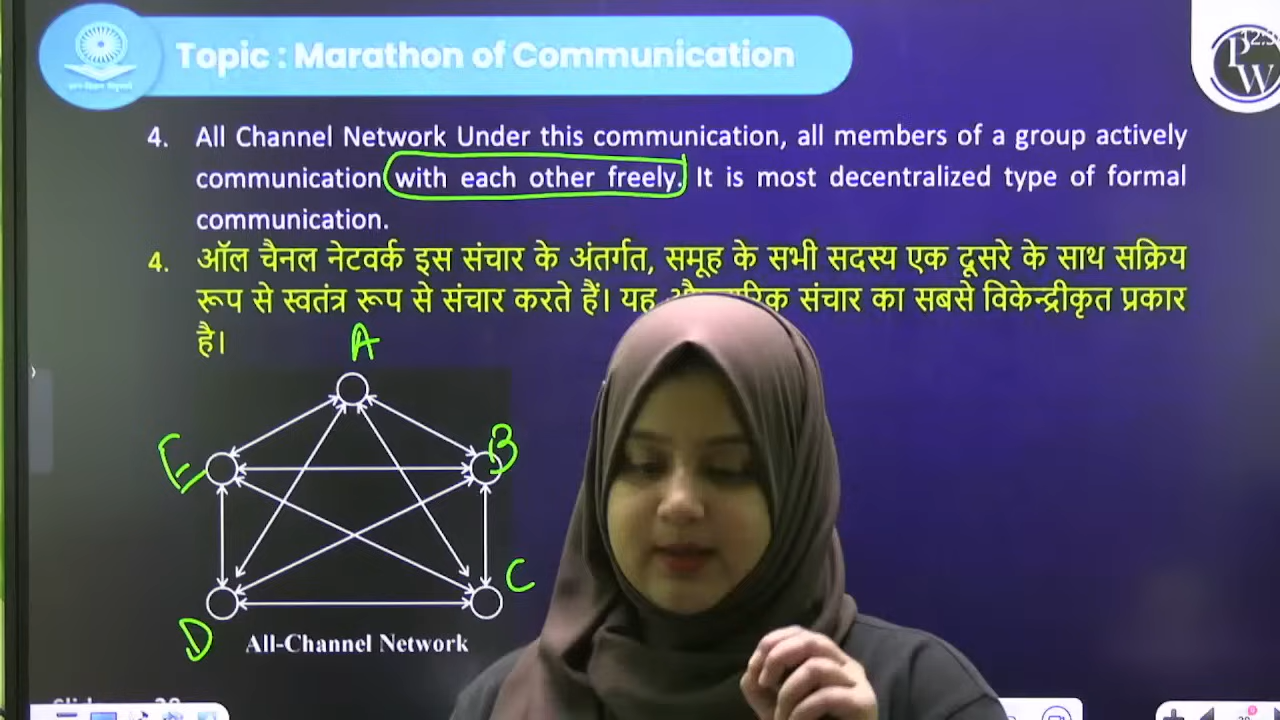 Topic : Marathon of Communication
4. All Channel Network Under this communication, all members of a group actively
communication with each other freely. It is most decentralized type of formal
communication.
4. ऑल चैनल नेटवर्क इस संचार के अंतर्गत, समूह के सभी सदस्य एक दूसरे के साथ सक्रिय
रूप से स्वतंत्र रूप से संचार करते हैं। यह संचार का सबसे विकेन्द्रीकृत प्रकार
है।
A
E
B
C
D
All-Channel Network
P
W